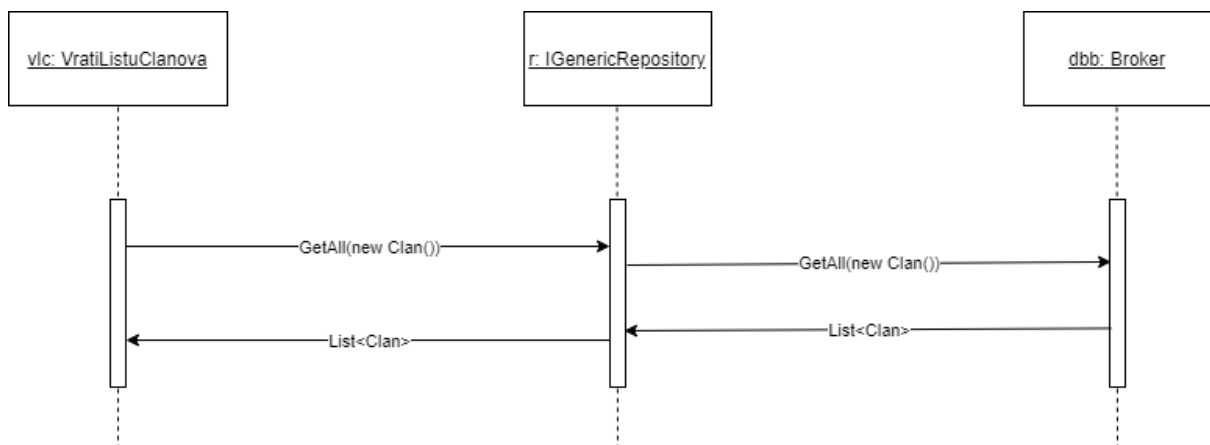 vlc: VratiListuClanova
r: IGenericRepository
dbb: Broker
GetAll(new Clan())
GetAll(new Clan())
List<Clan>
List<Clan>